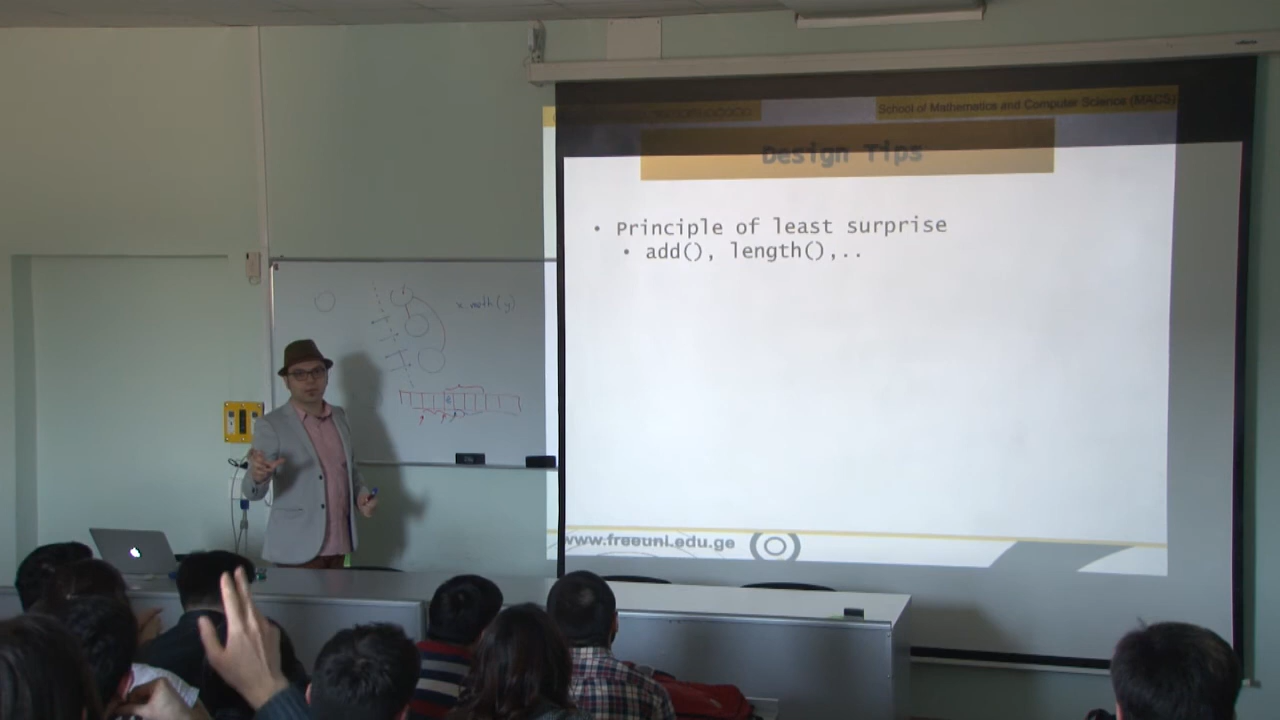 School of Mathematics and Computer Science (MACS)
Design Tips
• Principle of least surprise
• add(), length(),..
x.meth(y)
www.freeuni.edu.ge